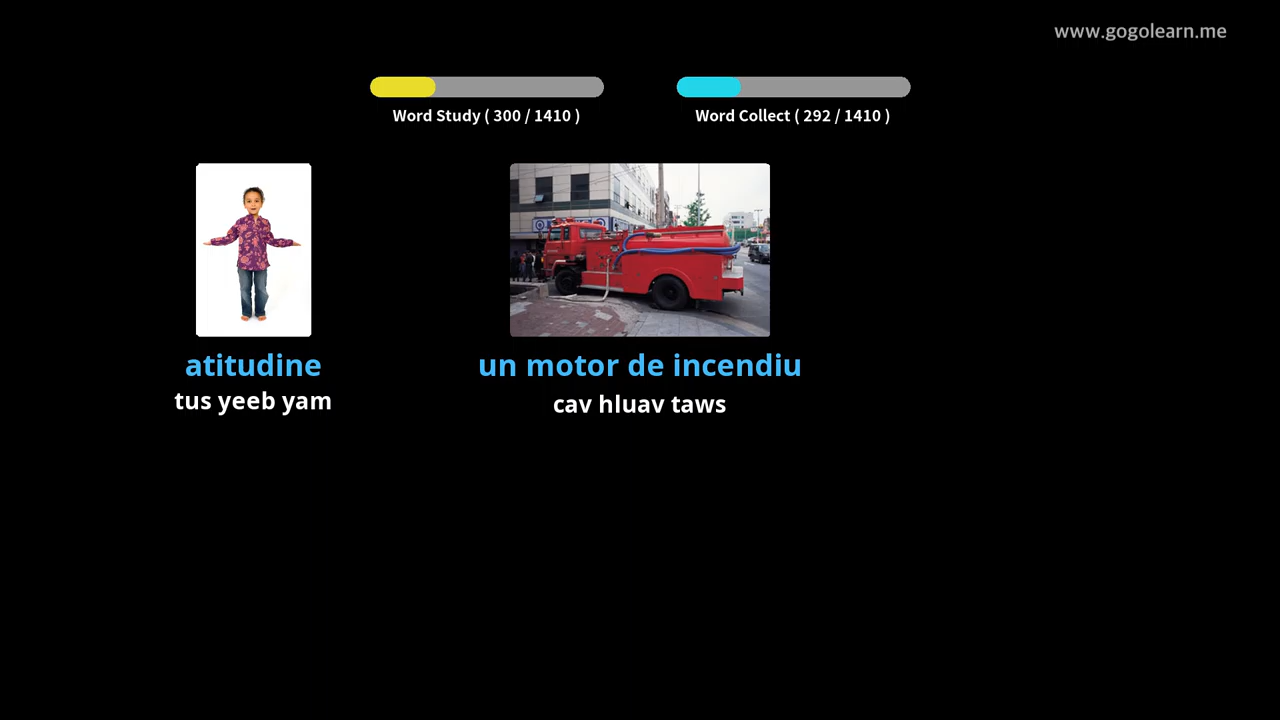 www.gogolearn.me
Word Study ( 300 / 1410 )
Word Collect ( 292 / 1410 )
atitudine
tus yeeb yam
un motor de incendiu
cav hluav taws